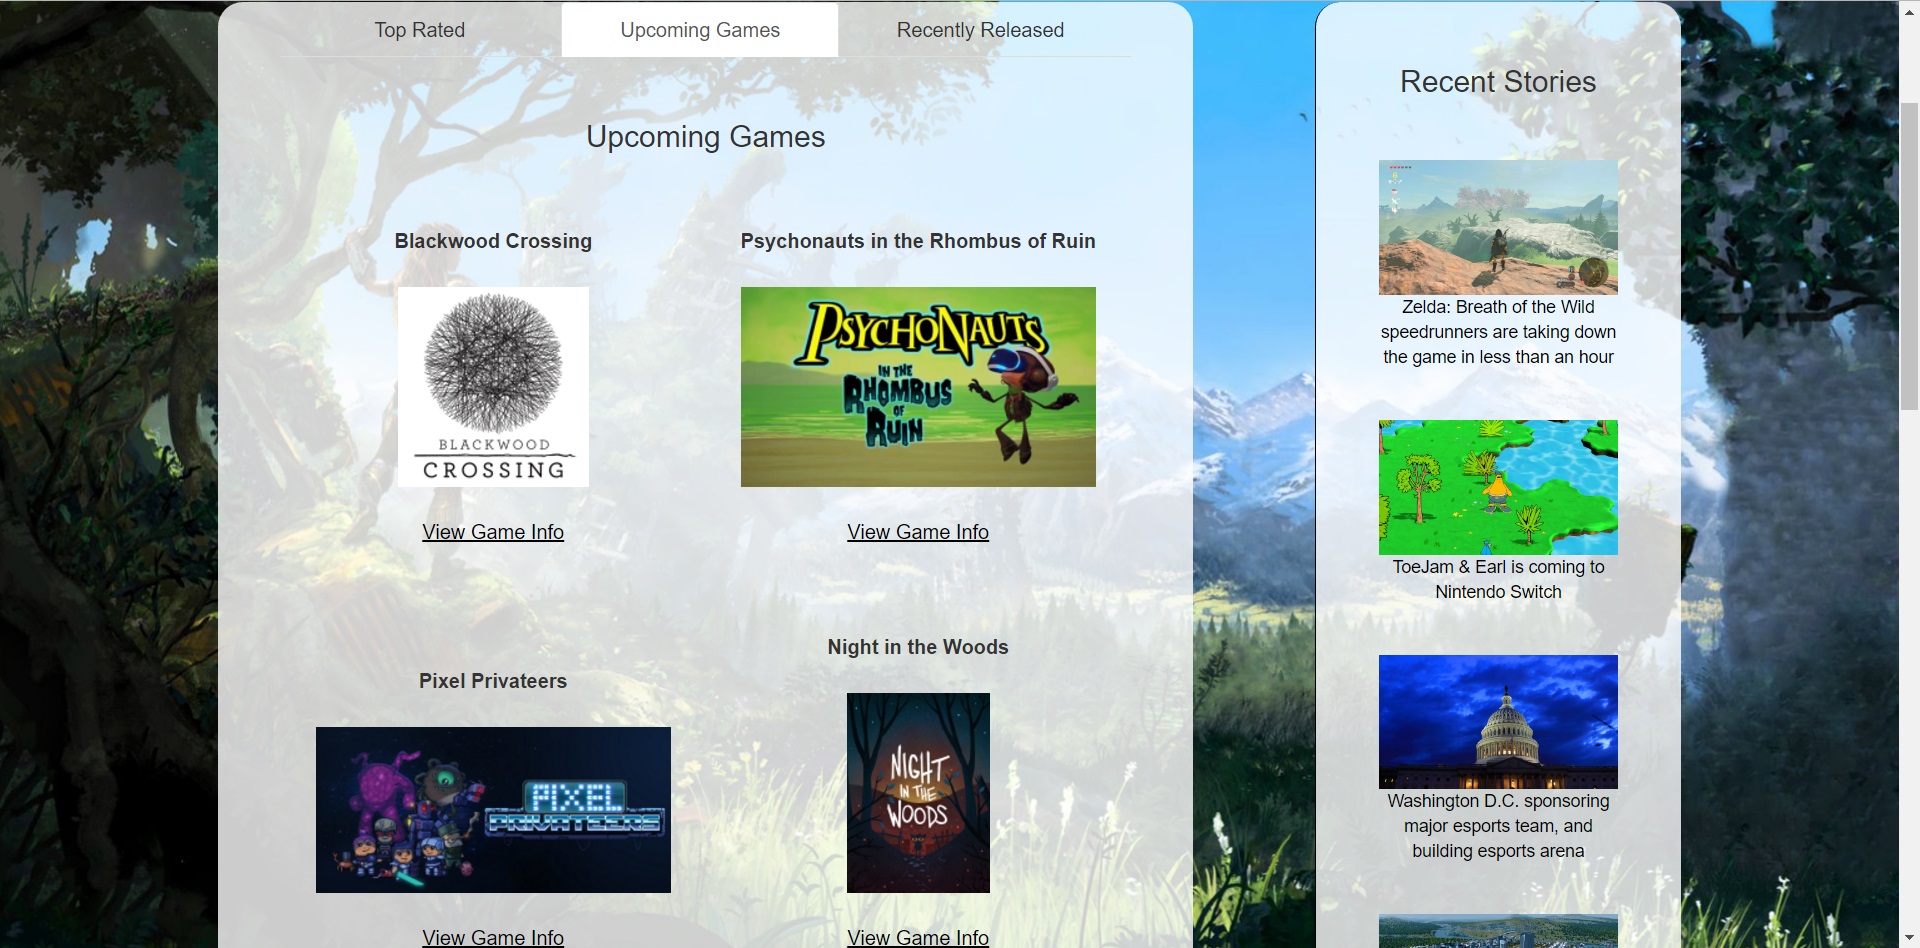 Top Rated
Upcoming Games
Recently Released
Upcoming Games
Blackwood Crossing
BLACKWOOD
CROSSING
View Game Info
Psychonauts in the Rhombus of Ruin
PSYCHONAUTS
IN THE
RHOMBUS
OF
RUIN
View Game Info
Pixel Privateers
PIXEL
PRIVATEERS
View Game Info
Night in the Woods
NIGHT
IN THE
WOODS
View Game Info
Recent Stories
Zelda: Breath of the Wild
speedrunners are taking down
the game in less than an hour
ToeJam & Earl is coming to
Nintendo Switch
Washington D.C. sponsoring
major esports team, and
building esports arena